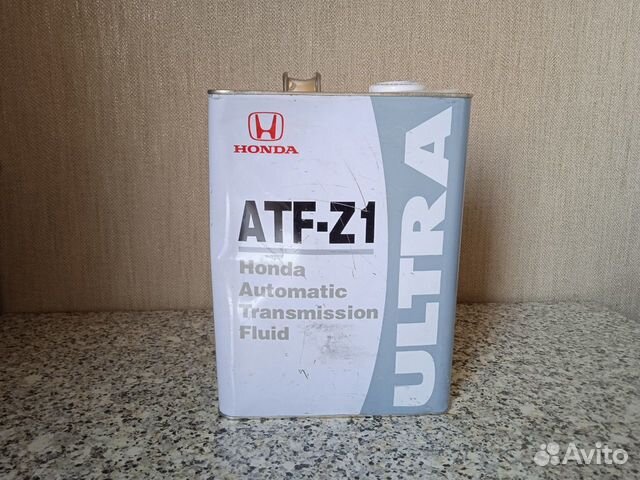 HONDA
ATF-Z1
Honda
Automatic
Transmission
Fluid
ULTRA
Avito